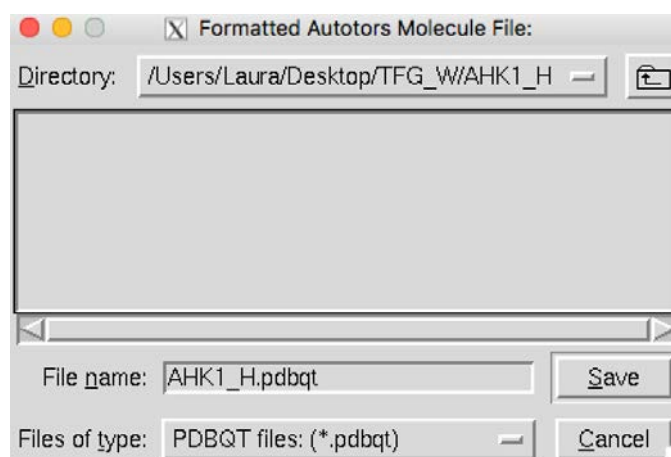 Formatted Autotors Molecule File:
Directory: /Users/Laura/Desktop/TFG_W/AHK1_H
File name: AHK1_H.pdbqt Save
Files of type: PDBQT files: (*.pdbqt) Cancel